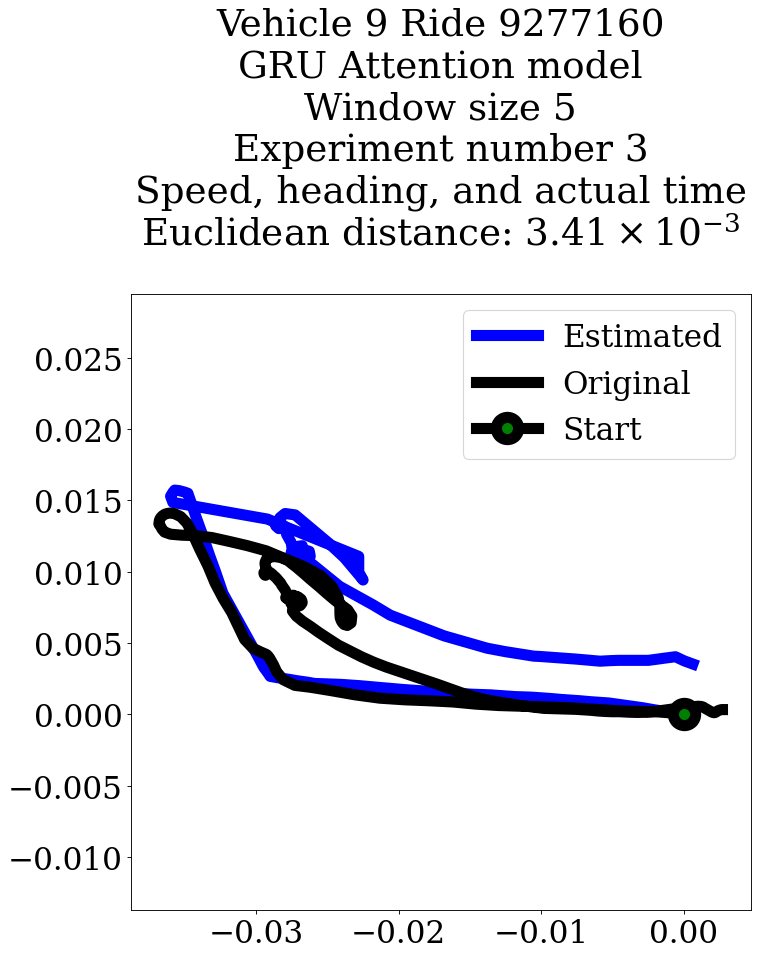 Vehicle 9 Ride 9277160
GRU Attention model
Window size 5
Experiment number 3
Speed, heading, and actual time
Euclidean distance: 3.41 × 10⁻³
Estimated
Original
Start
0.025
0.020
0.015
0.010
0.005
0.000
−0.005
−0.010
−0.03 −0.02 −0.01 0.00